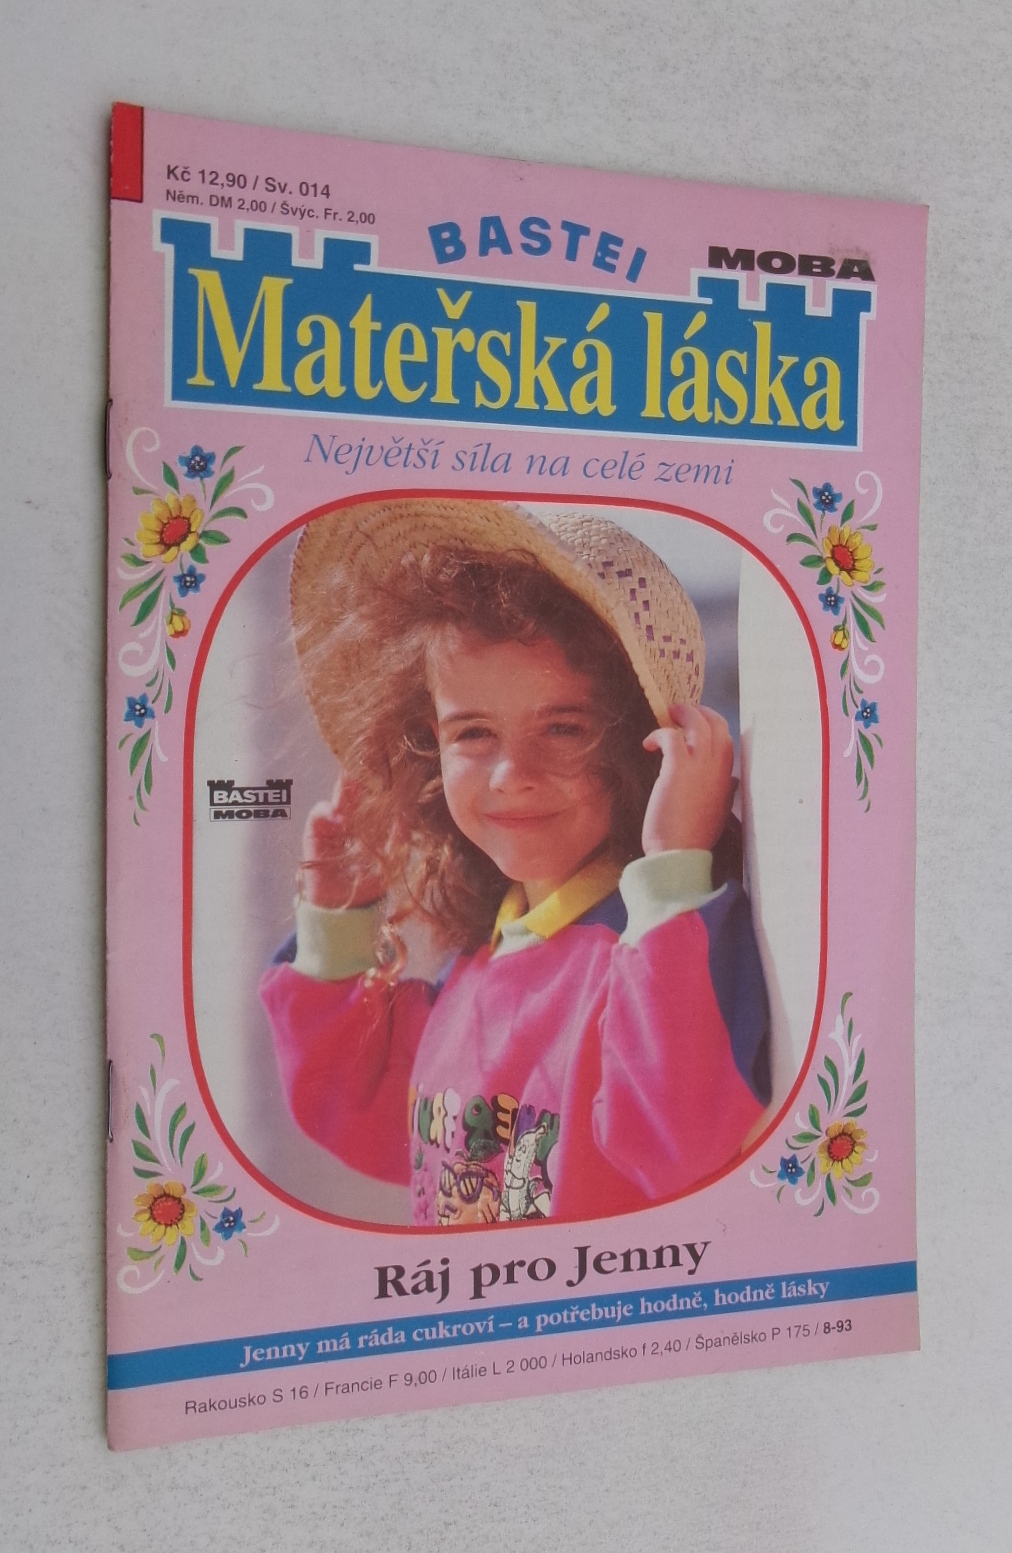 Kč 12,90 / Sv. 014
Něm. DM 2,00 / Švýc. Fr. 2,00
BASTEI
MOBA
Mateřská láska
Největší síla na celé zemi
BASTEI
MOBA
Ráj pro Jenny
Jenny má ráda cukroví – a potřebuje hodně, hodně lásky
Rakousko S 16 / Francie F 9,00 / Itálie L 2 000 / Holandsko f 2,40 / Španělsko P 175 / 8-93